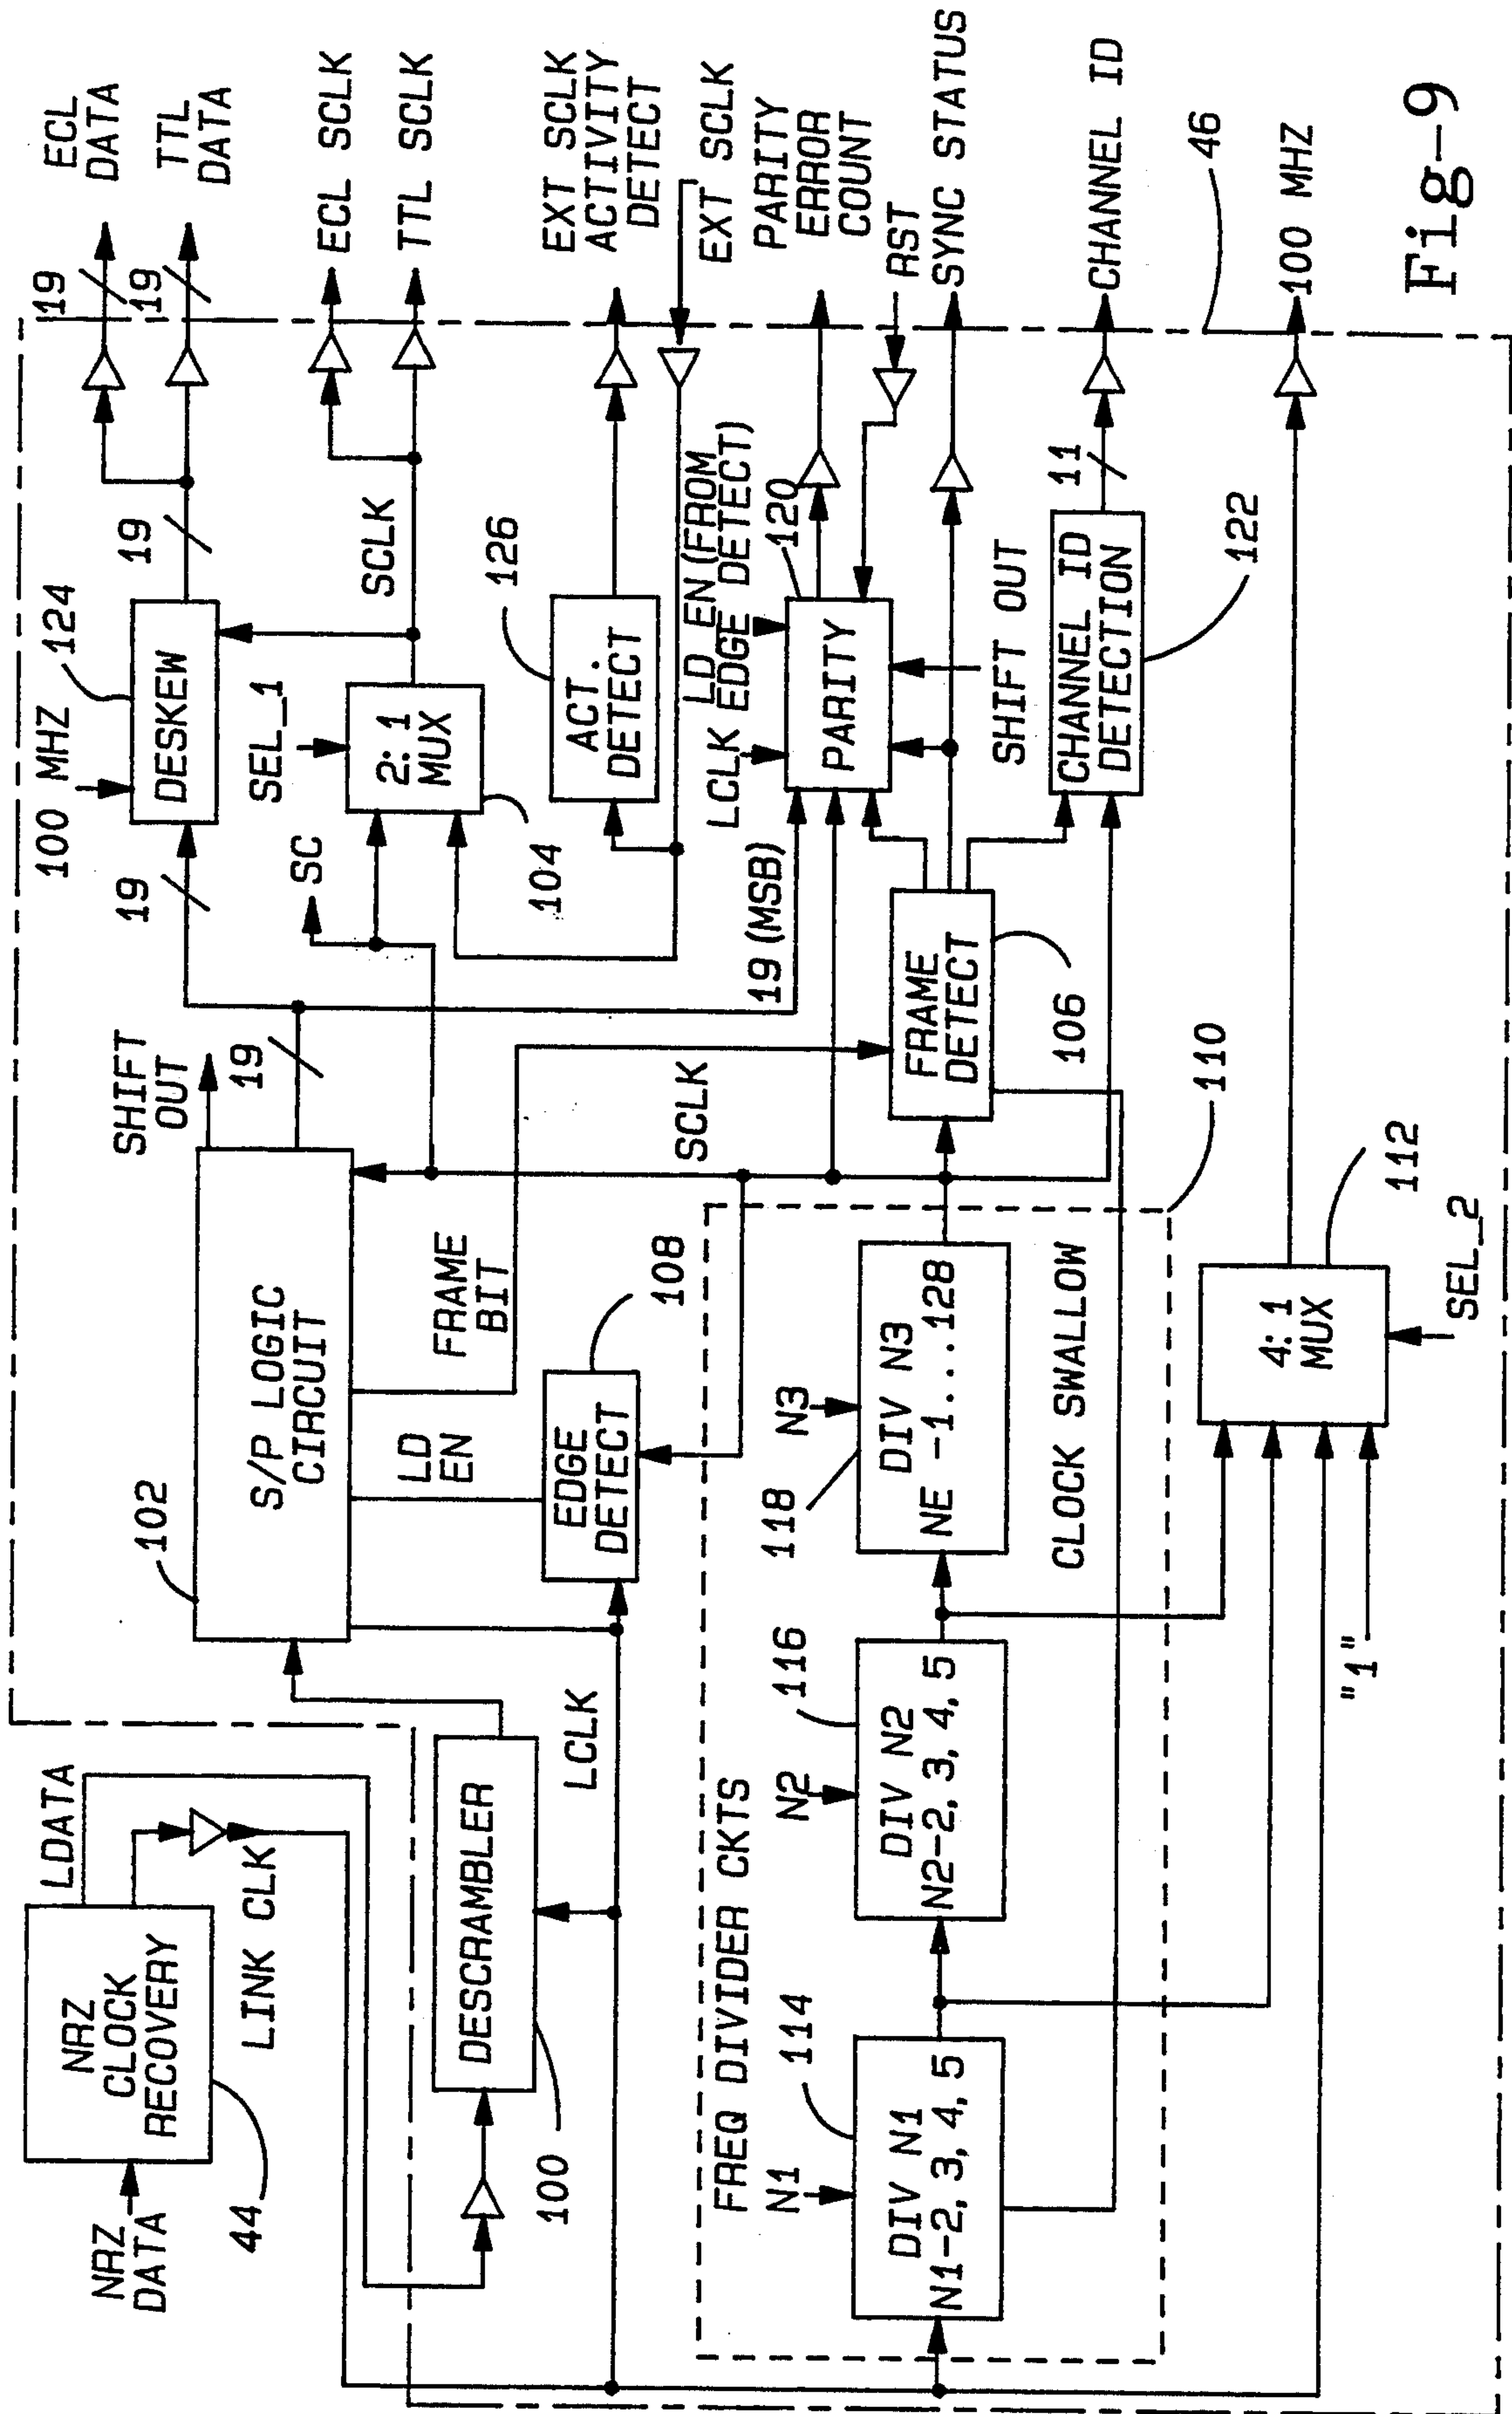 NRZ
DATA
NRZ
CLOCK
RECOVERY
44
LDATA
LINK CLK
DESCRAMBLER
100
LCLK
102
S/P LOGIC
CIRCUIT
SHIFT
OUT
19
LD
EN
FRAME
BIT
EDGE
DETECT
108
SCLK
19
100 MHZ
DESKEW
124
19
19
19
ECL
DATA
TTL
DATA
SC
SEL_1
2:1
MUX
104
SCLK
ECL SCLK
TTL SCLK
ACT.
DETECT
126
EXT SCLK
ACTIVITY
DETECT
EXT SCLK
19 (MSB)
LCLK
LD EN (FROM
EDGE DETECT)
PARITY
120
PARITY
ERROR
COUNT
RST
SYNC STATUS
SHIFT OUT
FRAME
DETECT
106
CHANNEL ID
DETECTION
122
11
CHANNEL ID
46
FREQ DIVIDER CKTS
N1
DIV N1
N1-2, 3, 4, 5
114
N2
DIV N2
N2-2, 3, 4, 5
116
N3
DIV N3
NE -1...128
118
CLOCK SWALLOW
110
4:1
MUX
112
SEL_2
"1"
100 MHZ
Fig-9